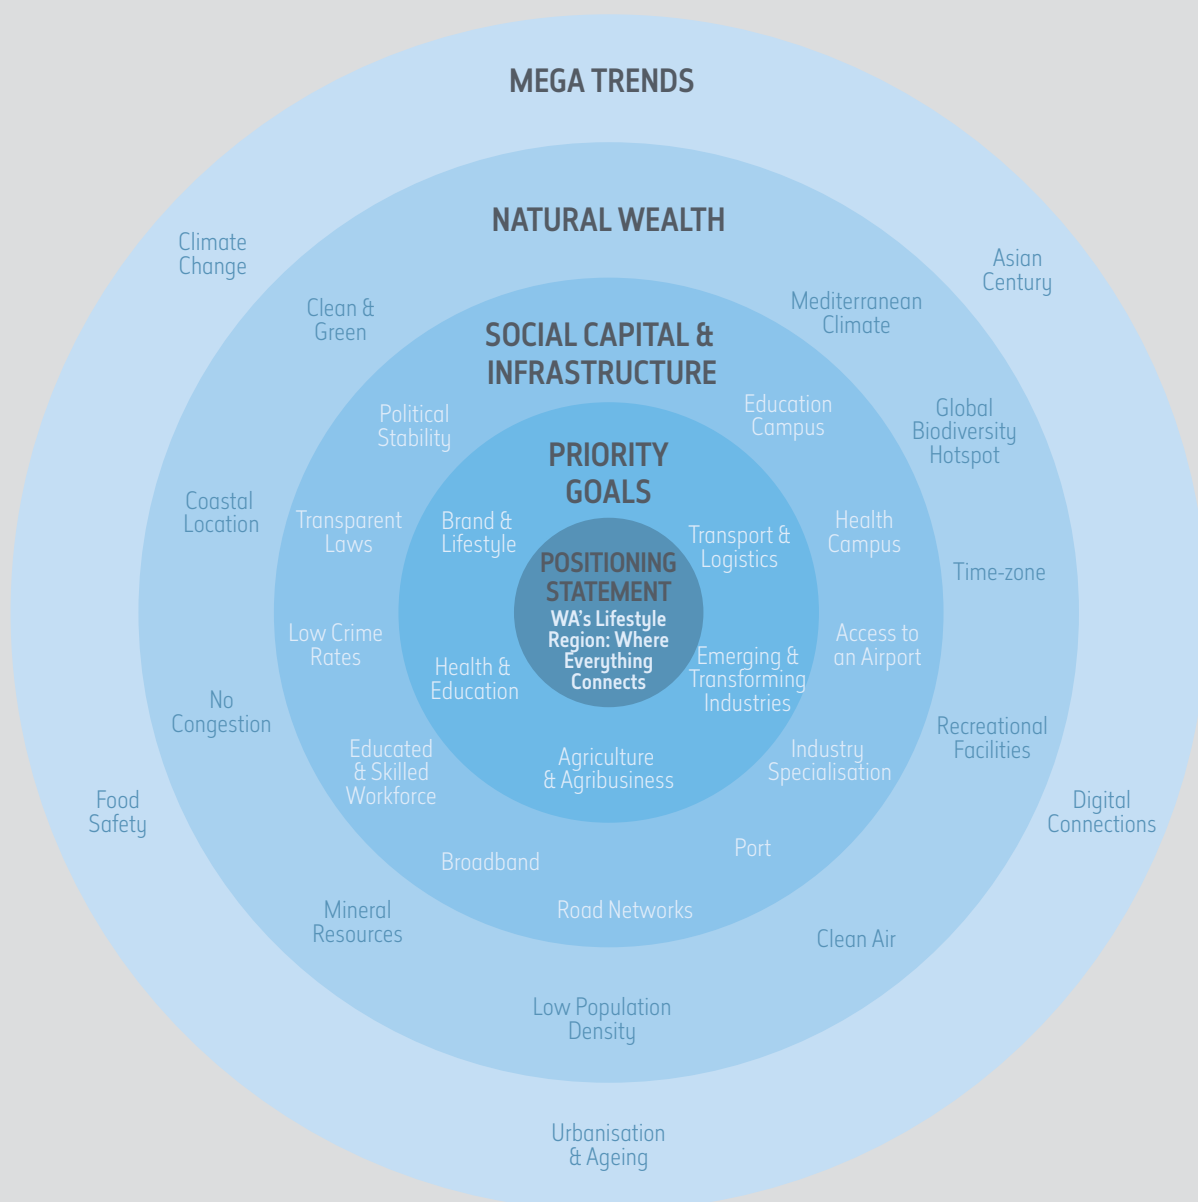 MEGA TRENDS
NATURAL WEALTH
Climate
Change
Asian
Century
Clean &
Green
Mediterranean
Climate
SOCIAL CAPITAL &
INFRASTRUCTURE
Political
Stability
Education
Campus
Global
Biodiversity
Hotspot
PRIORITY
GOALS
Coastal
Location
Transparent
Laws
Brand &
Lifestyle
Transport &
Logistics
Health
Campus
POSITIONING
STATEMENT
WA's Lifestyle
Region: Where
Everything
Connects
Time-zone
Low Crime
Rates
Health &
Education
Emerging &
Transforming
Industries
Access to
an Airport
No
Congestion
Recreational
Facilities
Educated
& Skilled
Workforce
Agriculture
& Agribusiness
Industry
Specialisation
Food
Safety
Digital
Connections
Broadband
Port
Road Networks
Mineral
Resources
Clean Air
Low Population
Density
Urbanisation
& Ageing